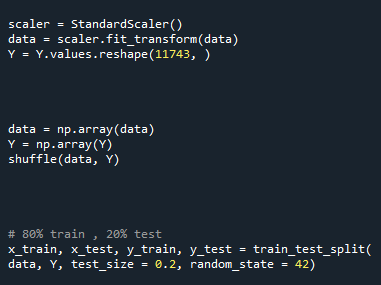 scaler = StandardScaler()
data = scaler.fit_transform(data)
Y = Y.values.reshape(11743, )
data = np.array(data)
Y = np.array(Y)
shuffle(data, Y)
# 80% train , 20% test
x_train, x_test, y_train, y_test = train_test_split(
data, Y, test_size = 0.2, random_state = 42)